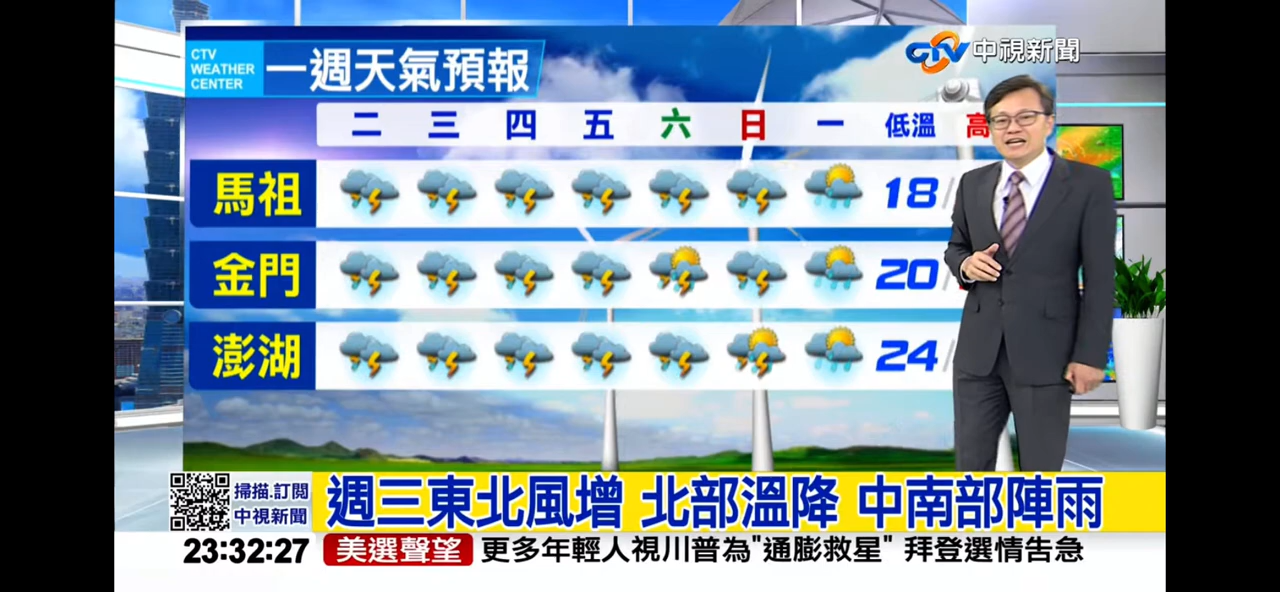 CTV
WEATHER
CENTER
一週天氣預報
CTV 中視新聞
二 三 四 五 六 日 一 低溫 高
馬祖 18/
金門 20
澎湖 24/
掃描.訂閱
中視新聞
週三東北風增 北部溫降 中南部陣雨
23:32:27 美選聲望 更多年輕人視川普為"通膨救星" 拜登選情告急